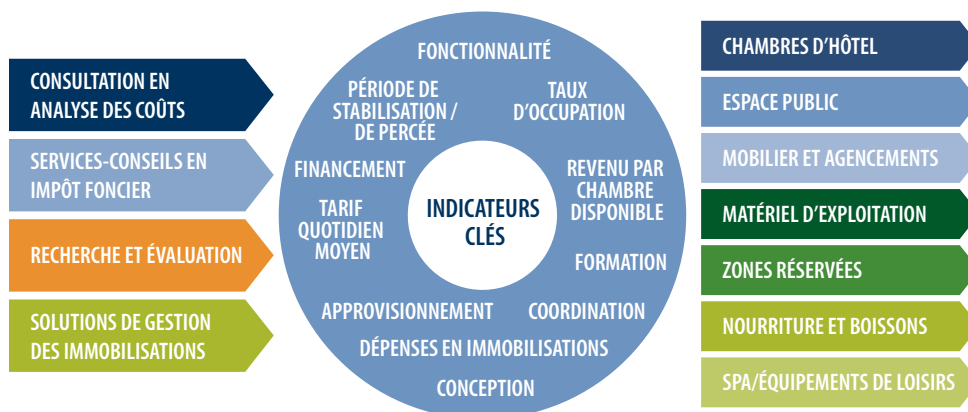 CONSULTATION EN
ANALYSE DES COÛTS
SERVICES-CONSEILS EN
IMPÔT FONCIER
RECHERCHE ET ÉVALUATION
SOLUTIONS DE GESTION
DES IMMOBILISATIONS
FONCTIONNALITÉ
PÉRIODE DE
STABILISATION /
DE PERCÉE
TAUX
D'OCCUPATION
FINANCEMENT
REVENU PAR
CHAMBRE
DISPONIBLE
TARIF
QUOTIDIEN
MOYEN
INDICATEURS
CLÉS
FORMATION
APPROVISIONNEMENT
COORDINATION
DÉPENSES EN IMMOBILISATIONS
CONCEPTION
CHAMBRES D'HÔTEL
ESPACE PUBLIC
MOBILIER ET AGENCEMENTS
MATÉRIEL D'EXPLOITATION
ZONES RÉSERVÉES
NOURRITURE ET BOISSONS
SPA/ÉQUIPEMENTS DE LOISIRS